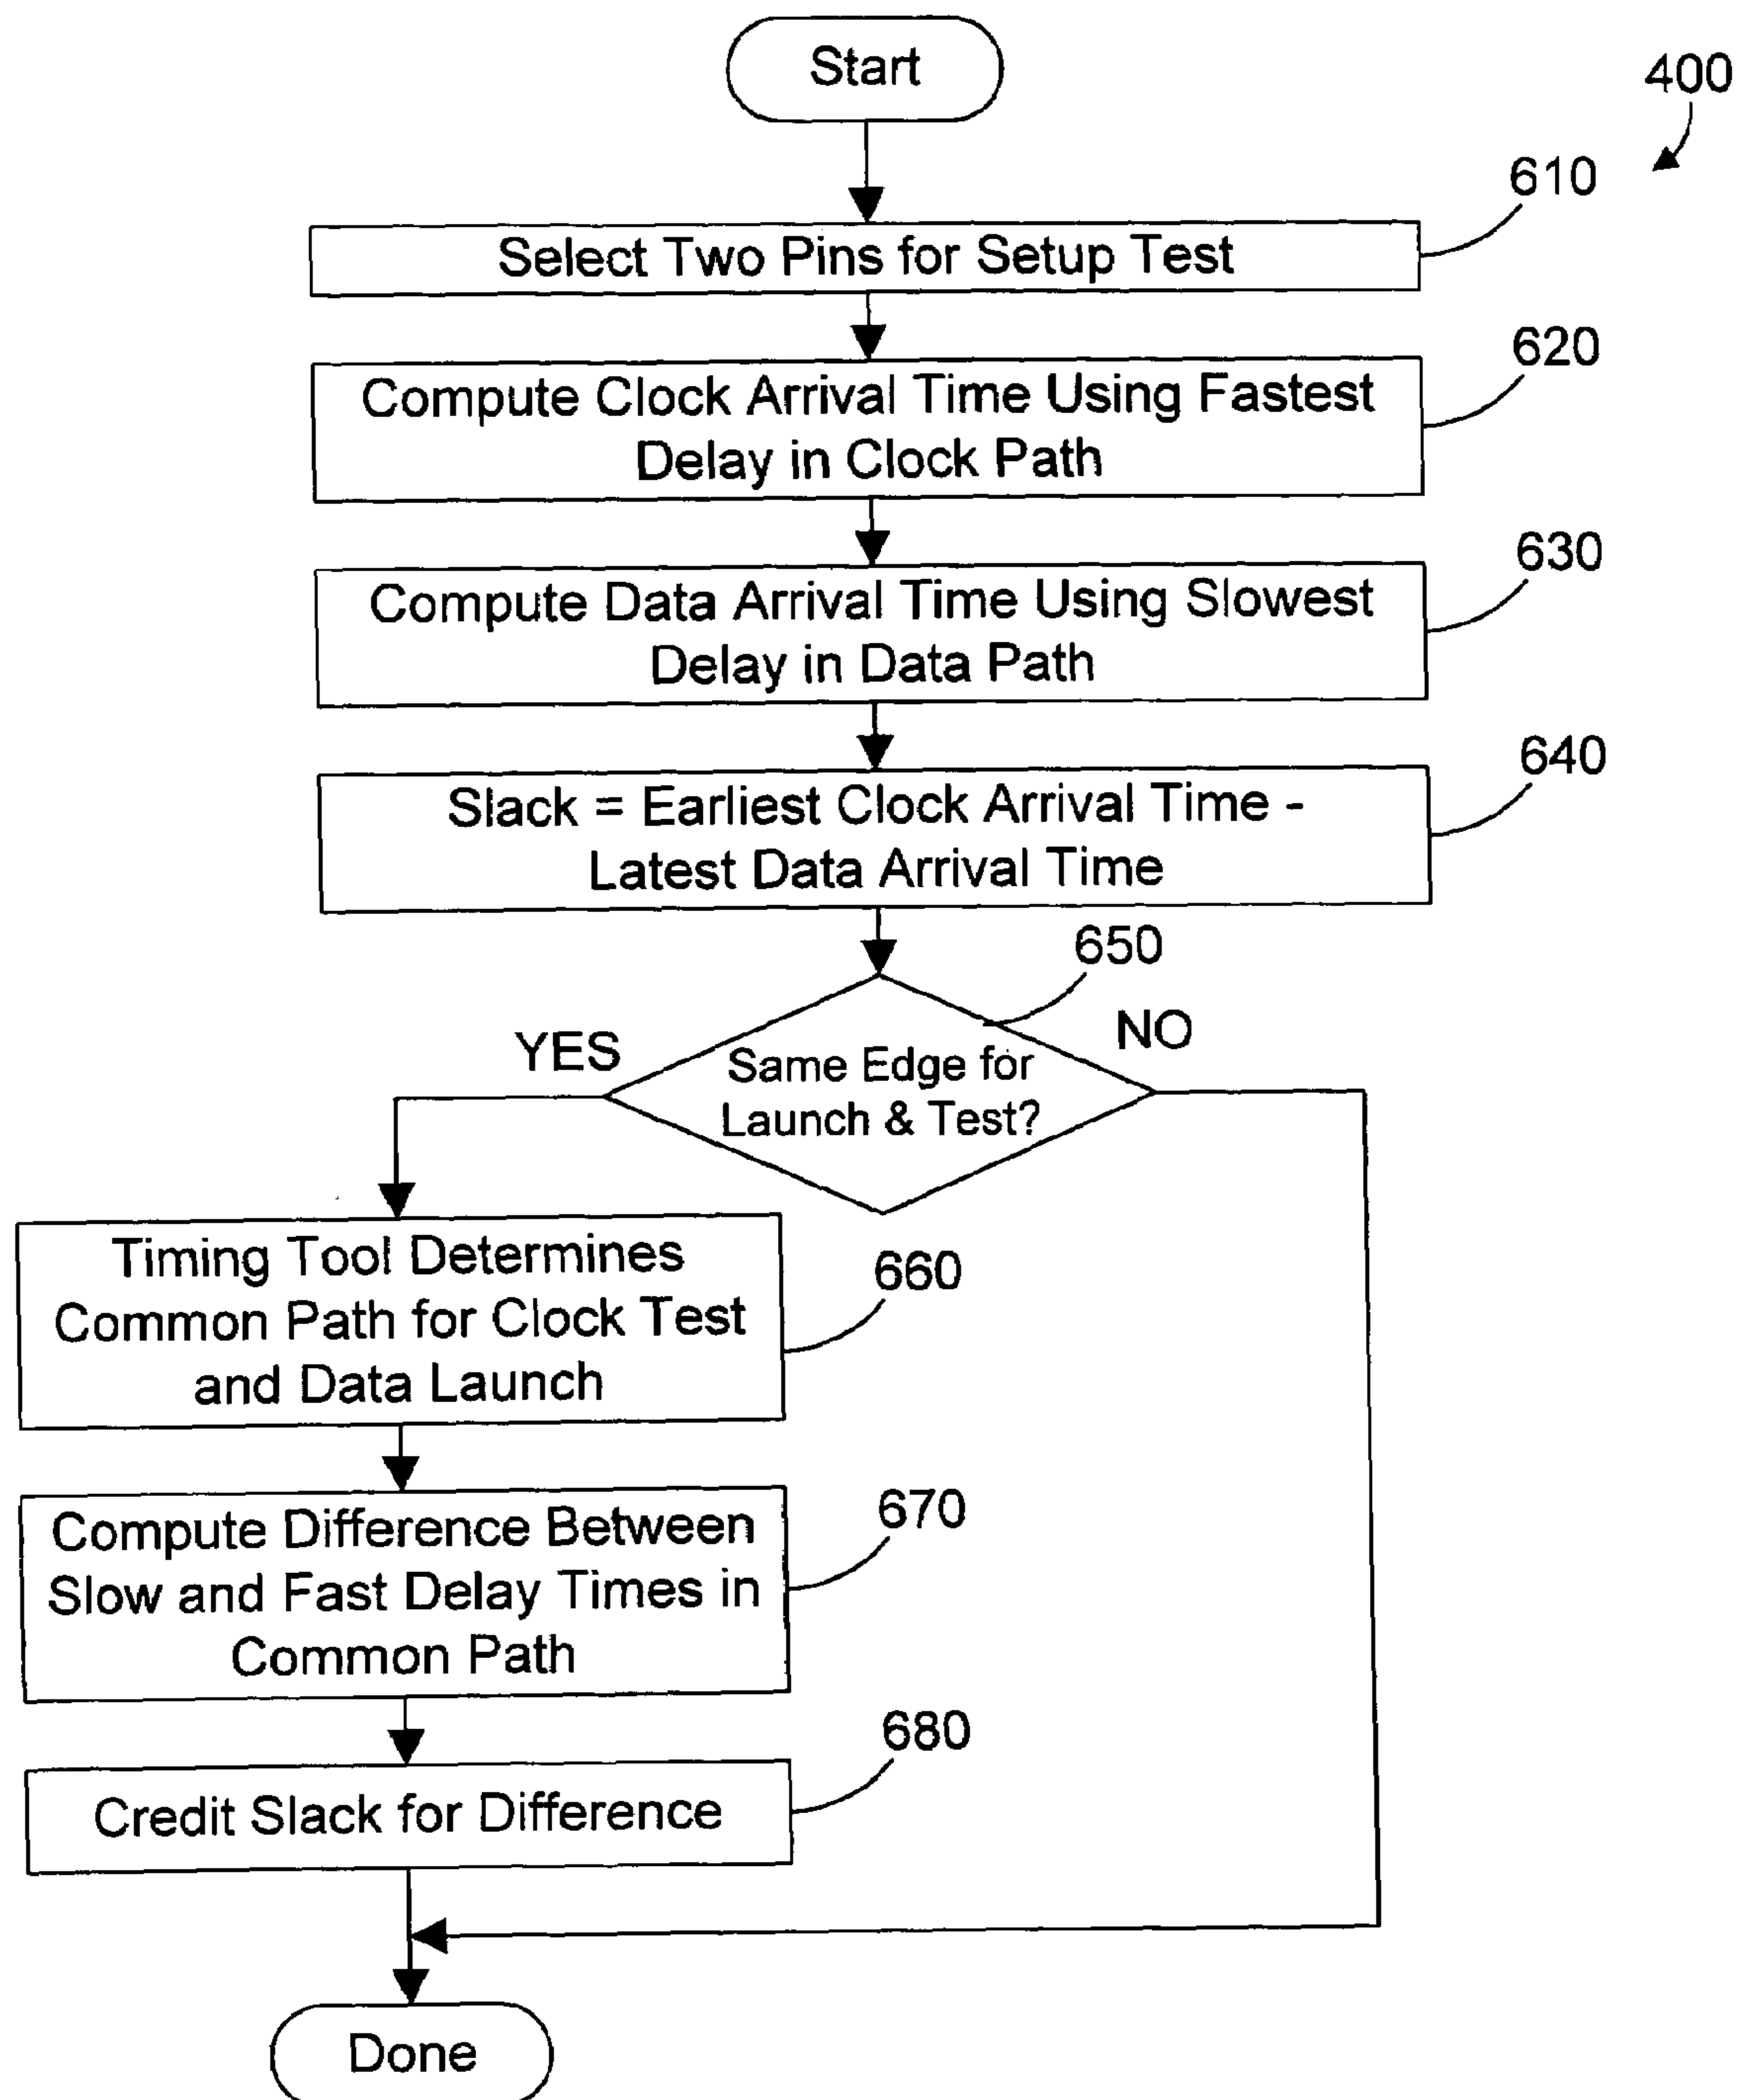 Start
400
610
Select Two Pins for Setup Test
620
Compute Clock Arrival Time Using Fastest
Delay in Clock Path
630
Compute Data Arrival Time Using Slowest
Delay in Data Path
640
Slack = Earliest Clock Arrival Time -
Latest Data Arrival Time
650
YES
NO
Same Edge for
Launch & Test?
Timing Tool Determines
Common Path for Clock Test
and Data Launch
660
Compute Difference Between
Slow and Fast Delay Times in
Common Path
670
680
Credit Slack for Difference
Done